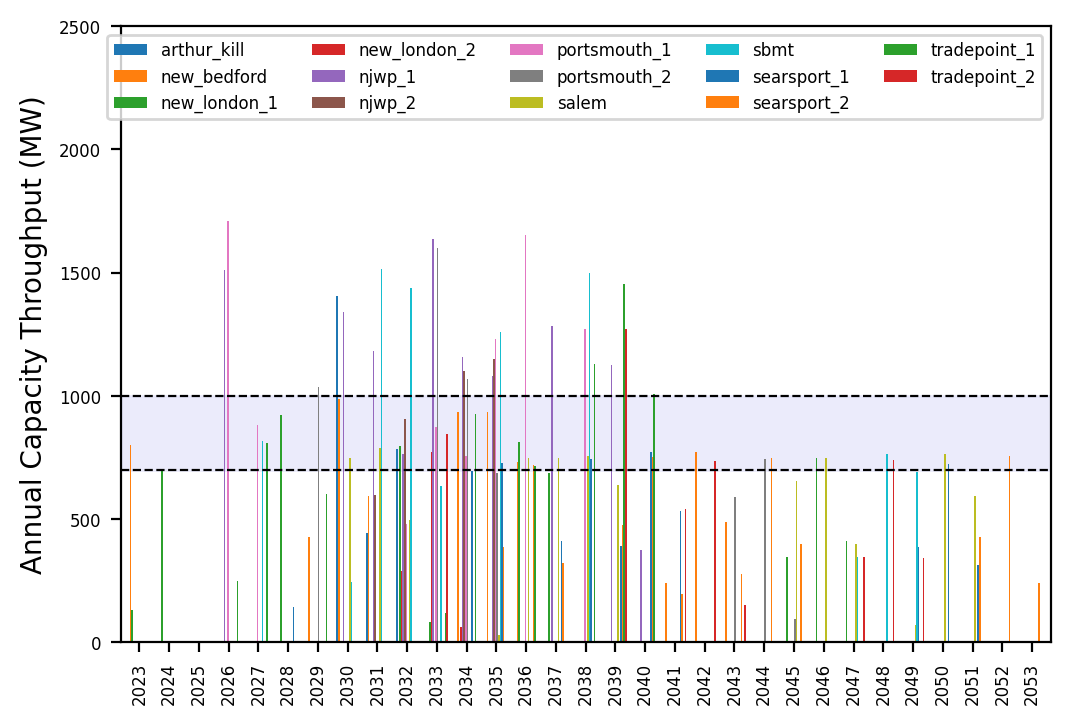 2500
arthur_kill new_london_2 portsmouth_1 sbmt tradepoint_1
new_bedford njwp_1 portsmouth_2 searsport_1 tradepoint_2
new_london_1 njwp_2 salem searsport_2
2000
1500
1000
500
0
Annual Capacity Throughput (MW)
2023 2024 2025 2026 2027 2028 2029 2030 2031 2032 2033 2034 2035 2036 2037 2038 2039 2040 2041 2042 2043 2044 2045 2046 2047 2048 2049 2050 2051 2052 2053